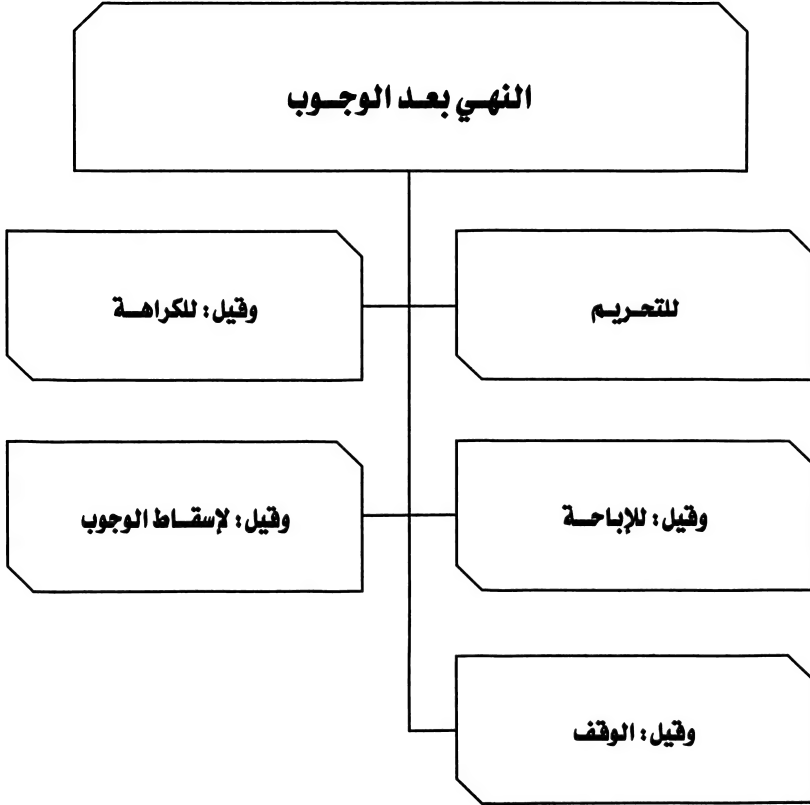 النهي بعد الوجوب
للتحريم
وقيل: للكراهة
وقيل: للإباحة
وقيل: لإسقاط الوجوب
وقيل: الوقف